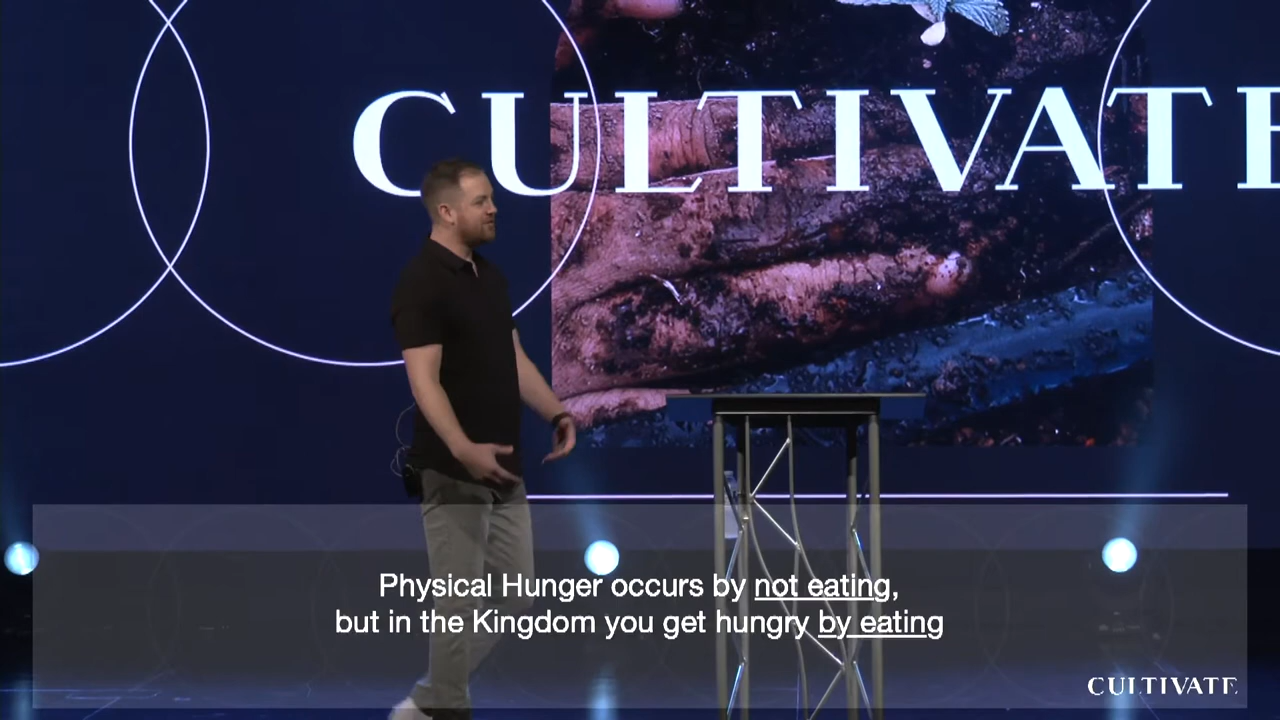 CULTIVATE
Physical Hunger occurs by not eating,
but in the Kingdom you get hungry by eating
CULTIVATE